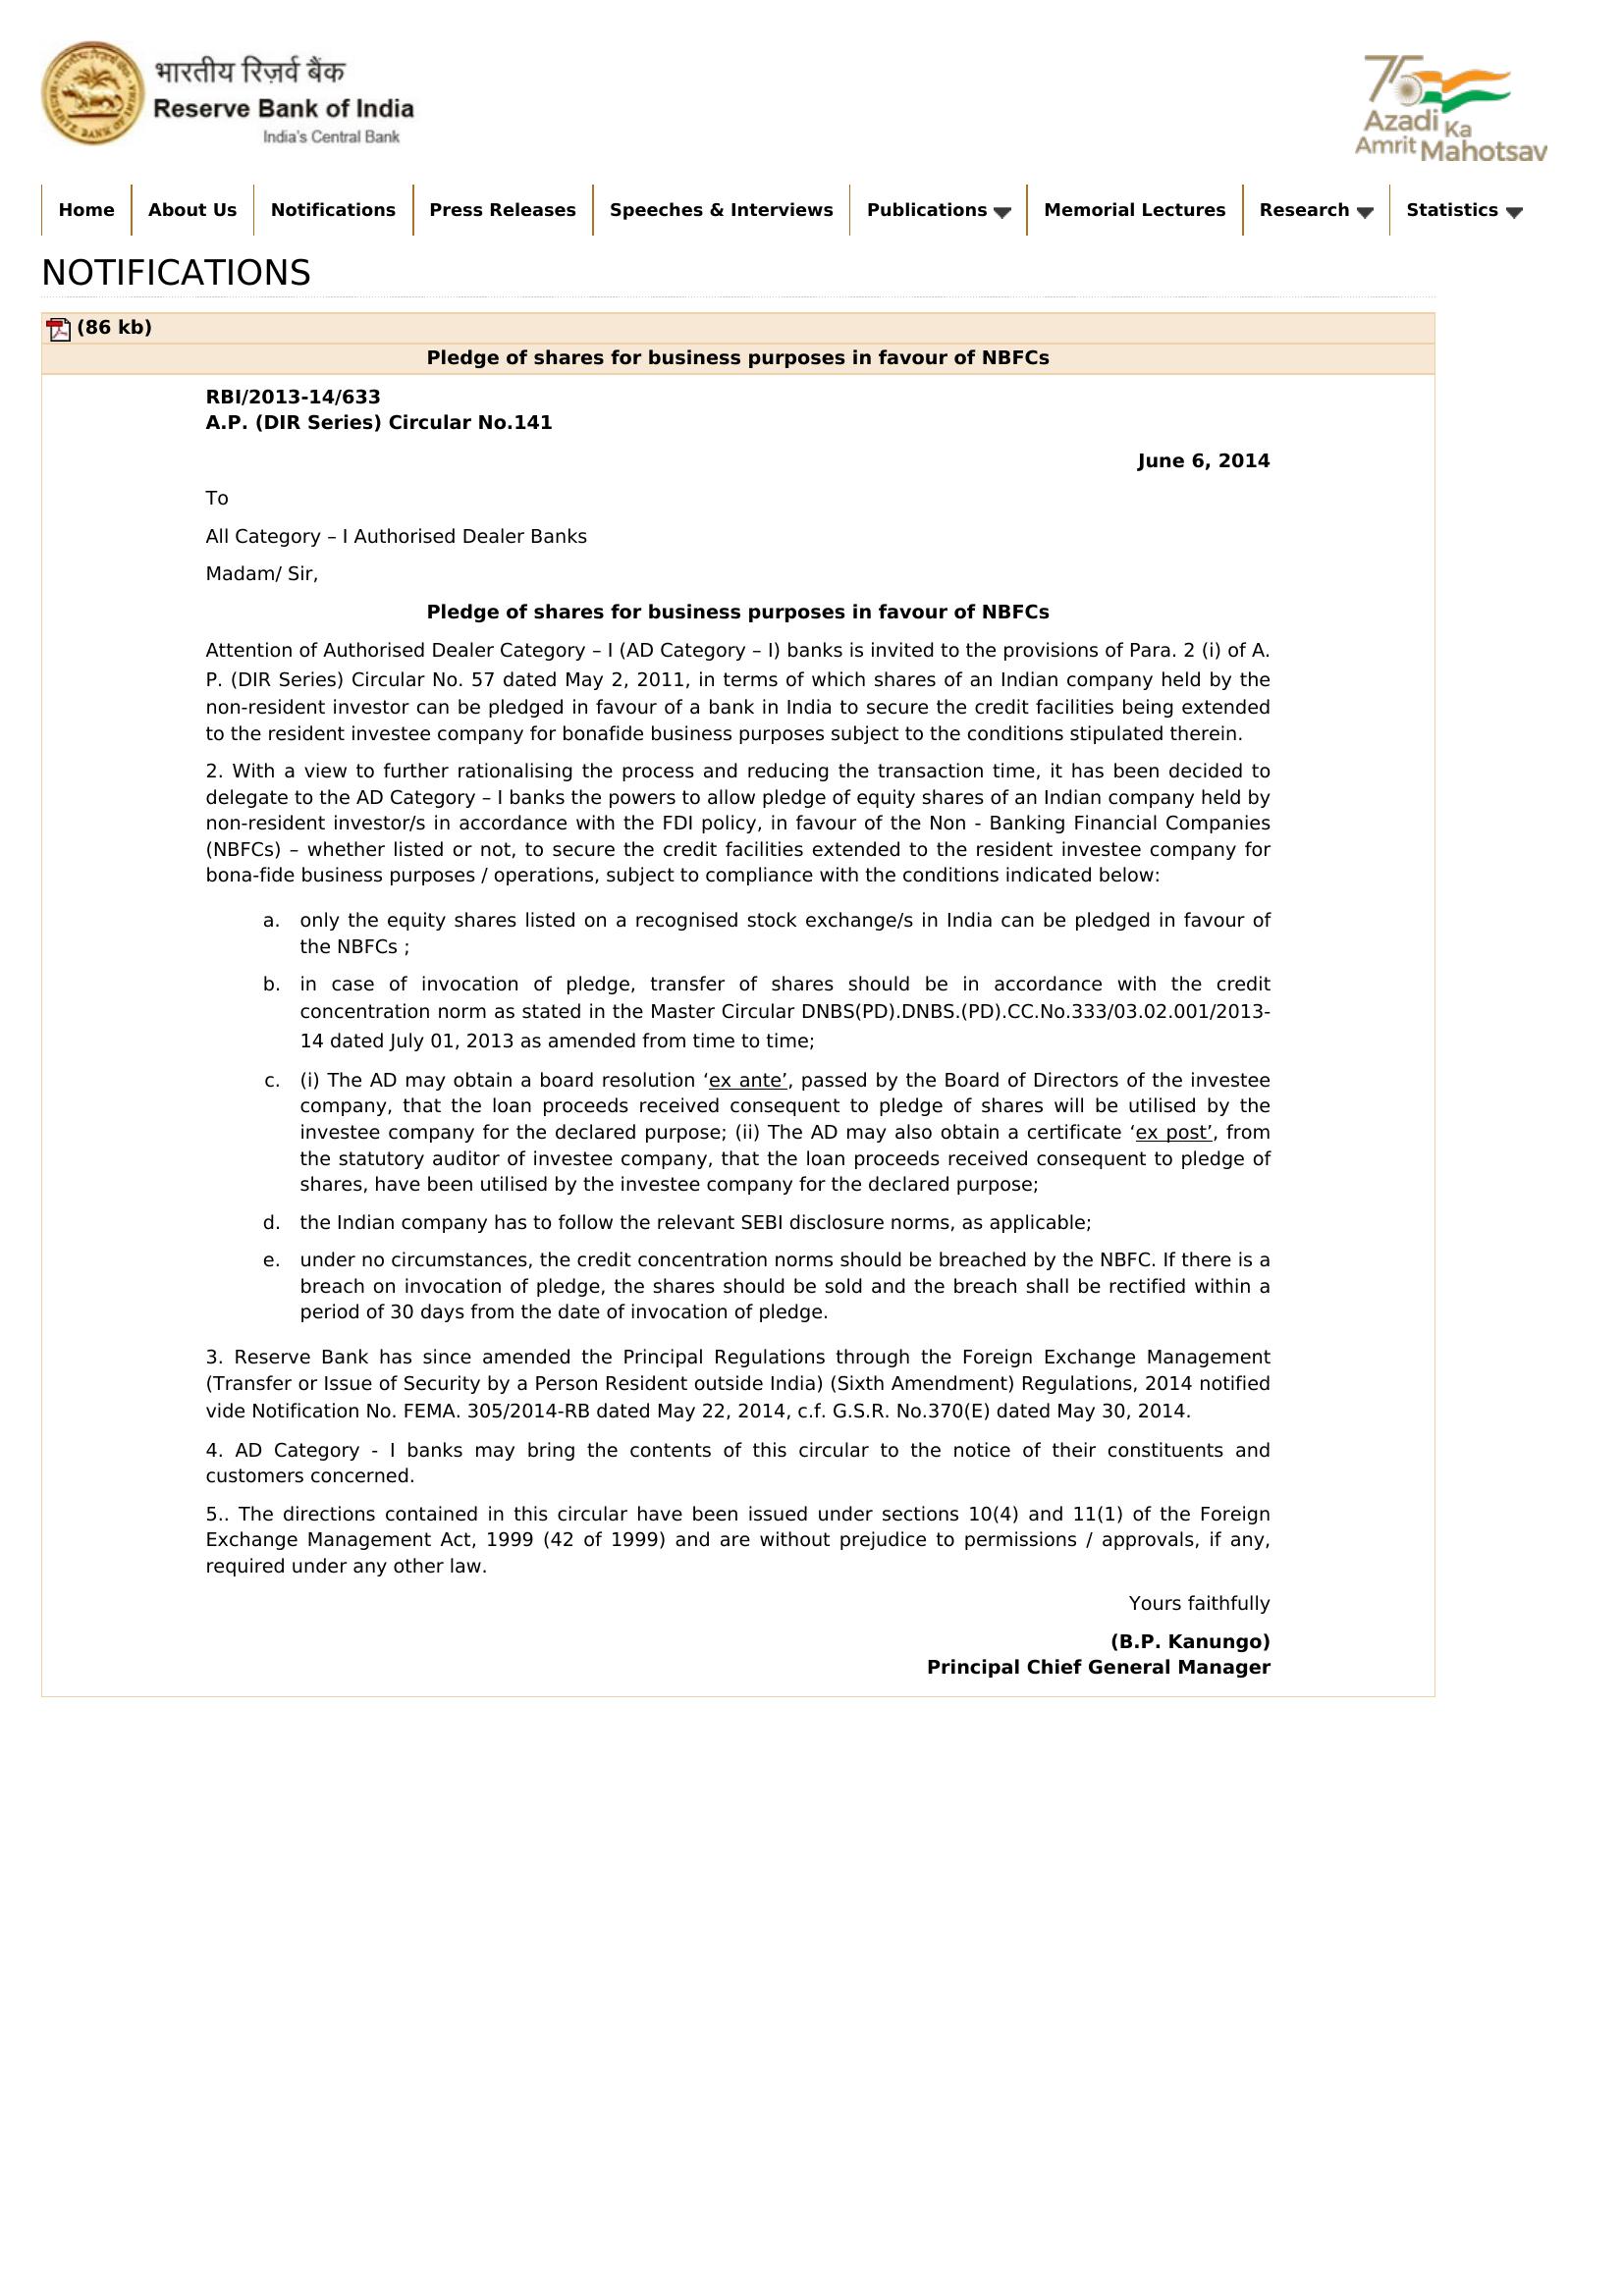 भारतीय रिज़र्व बैंक
Reserve Bank of India
India's Central Bank
75
Azadi Ka
Amrit Mahotsav
Home About Us Notifications Press Releases Speeches & Interviews Publications Memorial Lectures Research Statistics
NOTIFICATIONS
(86 kb)
Pledge of shares for business purposes in favour of NBFCs
RBI/2013-14/633
A.P. (DIR Series) Circular No.141
June 6, 2014
To
All Category – I Authorised Dealer Banks
Madam/ Sir,
Pledge of shares for business purposes in favour of NBFCs
Attention of Authorised Dealer Category – I (AD Category – I) banks is invited to the provisions of Para. 2 (i) of A.
P. (DIR Series) Circular No. 57 dated May 2, 2011, in terms of which shares of an Indian company held by the
non-resident investor can be pledged in favour of a bank in India to secure the credit facilities being extended
to the resident investee company for bonafide business purposes subject to the conditions stipulated therein.
2. With a view to further rationalising the process and reducing the transaction time, it has been decided to
delegate to the AD Category – I banks the powers to allow pledge of equity shares of an Indian company held by
non-resident investor/s in accordance with the FDI policy, in favour of the Non - Banking Financial Companies
(NBFCs) – whether listed or not, to secure the credit facilities extended to the resident investee company for
bona-fide business purposes / operations, subject to compliance with the conditions indicated below:
a. only the equity shares listed on a recognised stock exchange/s in India can be pledged in favour of
the NBFCs ;
b. in case of invocation of pledge, transfer of shares should be in accordance with the credit
concentration norm as stated in the Master Circular DNBS(PD).DNBS.(PD).CC.No.333/03.02.001/2013-
14 dated July 01, 2013 as amended from time to time;
c. (i) The AD may obtain a board resolution ‘ex ante’, passed by the Board of Directors of the investee
company, that the loan proceeds received consequent to pledge of shares will be utilised by the
investee company for the declared purpose; (ii) The AD may also obtain a certificate ‘ex post’, from
the statutory auditor of investee company, that the loan proceeds received consequent to pledge of
shares, have been utilised by the investee company for the declared purpose;
d. the Indian company has to follow the relevant SEBI disclosure norms, as applicable;
e. under no circumstances, the credit concentration norms should be breached by the NBFC. If there is a
breach on invocation of pledge, the shares should be sold and the breach shall be rectified within a
period of 30 days from the date of invocation of pledge.
3. Reserve Bank has since amended the Principal Regulations through the Foreign Exchange Management
(Transfer or Issue of Security by a Person Resident outside India) (Sixth Amendment) Regulations, 2014 notified
vide Notification No. FEMA. 305/2014-RB dated May 22, 2014, c.f. G.S.R. No.370(E) dated May 30, 2014.
4. AD Category - I banks may bring the contents of this circular to the notice of their constituents and
customers concerned.
5.. The directions contained in this circular have been issued under sections 10(4) and 11(1) of the Foreign
Exchange Management Act, 1999 (42 of 1999) and are without prejudice to permissions / approvals, if any,
required under any other law.
Yours faithfully
(B.P. Kanungo)
Principal Chief General Manager